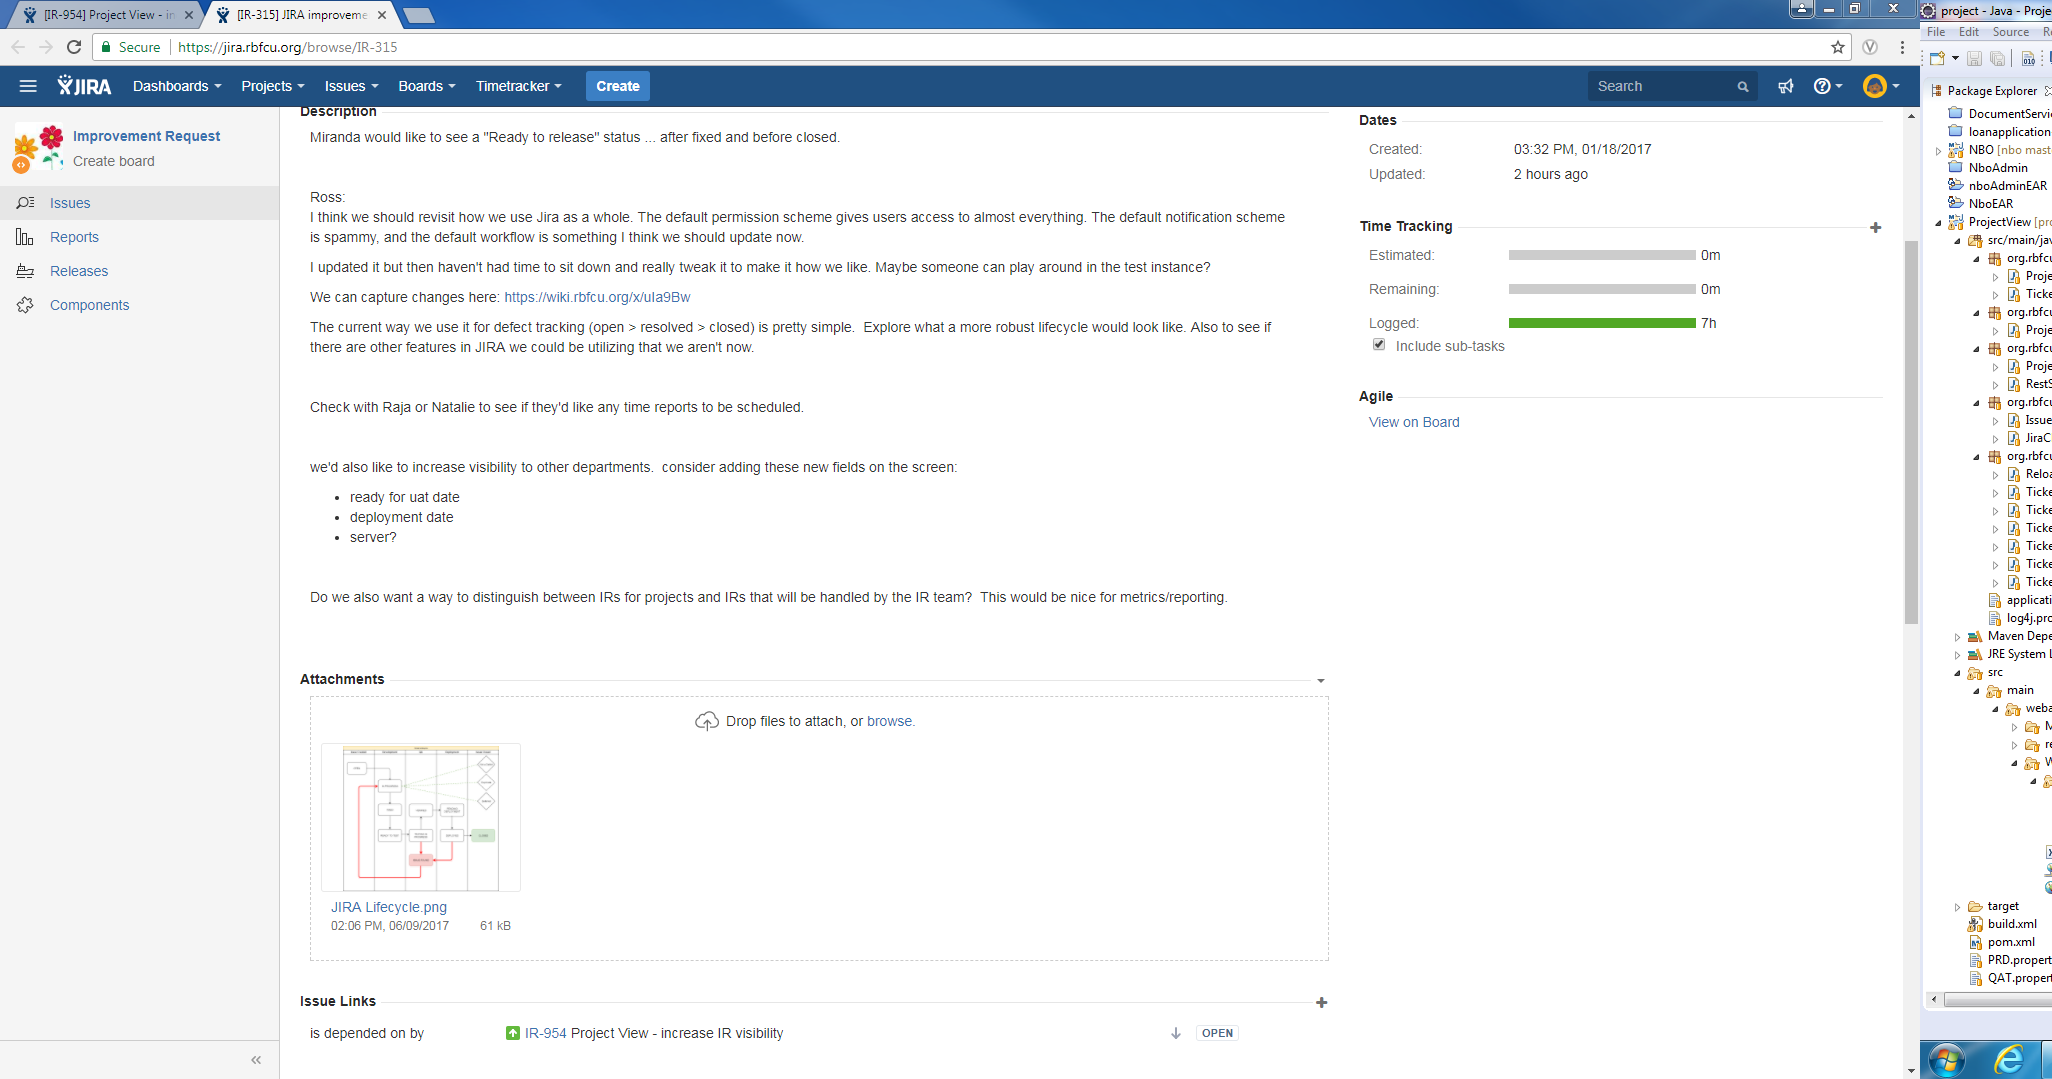 [IR-954] Project View - in
[IR-315] JIRA improveme
Secure
https://jira.rbfcu.org/browse/IR-315
JIRA
Dashboards
Projects
Issues
Boards
Timetracker
Create
Search
Improvement Request
Create board
Issues
Reports
Releases
Components
Description
Miranda would like to see a "Ready to release" status ... after fixed and before closed.
Ross:
I think we should revisit how we use Jira as a whole. The default permission scheme gives users access to almost everything. The default notification scheme
is spammy, and the default workflow is something I think we should update now.
I updated it but then haven't had time to sit down and really tweak it to make it how we like. Maybe someone can play around in the test instance?
We can capture changes here: https://wiki.rbfcu.org/x/uIa9Bw
The current way we use it for defect tracking (open > resolved > closed) is pretty simple.  Explore what a more robust lifecycle would look like. Also to see if
there are other features in JIRA we could be utilizing that we aren't now.
Check with Raja or Natalie to see if they'd like any time reports to be scheduled.
we'd also like to increase visibility to other departments.  consider adding these new fields on the screen:
• ready for uat date
• deployment date
• server?
Do we also want a way to distinguish between IRs for projects and IRs that will be handled by the IR team?  This would be nice for metrics/reporting.
Attachments
Drop files to attach, or browse.
JIRA Lifecycle.png
02:06 PM, 06/09/2017 61 kB
Issue Links
is depended on by IR-954 Project View - increase IR visibility OPEN
Dates
Created: 03:32 PM, 01/18/2017
Updated: 2 hours ago
Time Tracking
Estimated: 0m
Remaining: 0m
Logged: 7h
Include sub-tasks
Agile
View on Board
project - Java - Proje
File Edit Source Re
Package Explorer
DocumentServi
loanapplication
NBO [nbo mast
NboAdmin
nboAdminEAR
NboEAR
ProjectView [pro
src/main/jav
org.rbfcu
Proje
Ticke
org.rbfcu
Proje
org.rbfcu
Proje
RestS
org.rbfcu
Issue
JiraC
org.rbfcu
Reloa
Ticke
Ticke
Ticke
Ticke
Ticke
Ticke
applicati
log4j.pro
Maven Depe
JRE System L
src
main
weba
M
re
W
target
build.xml
pom.xml
PRD.propert
QAT.propert